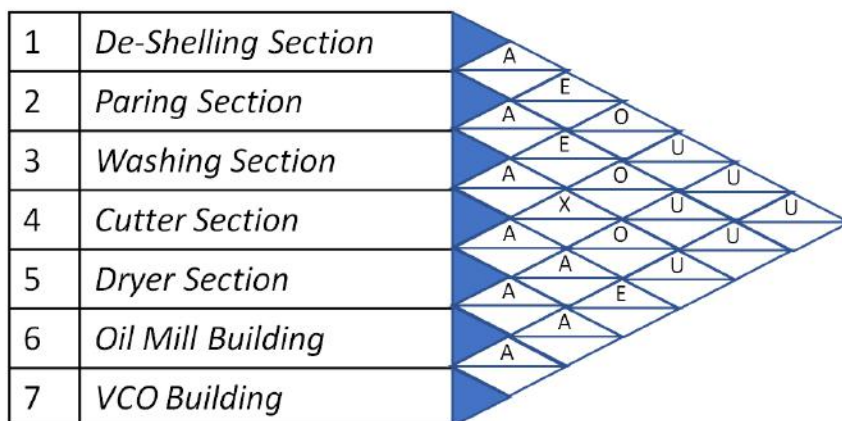 1 De-Shelling Section A
E
2 Paring Section A O
E U
3 Washing Section A O U
X U U
4 Cutter Section A O U
A U
5 Dryer Section A E
A
6 Oil Mill Building A
7 VCO Building